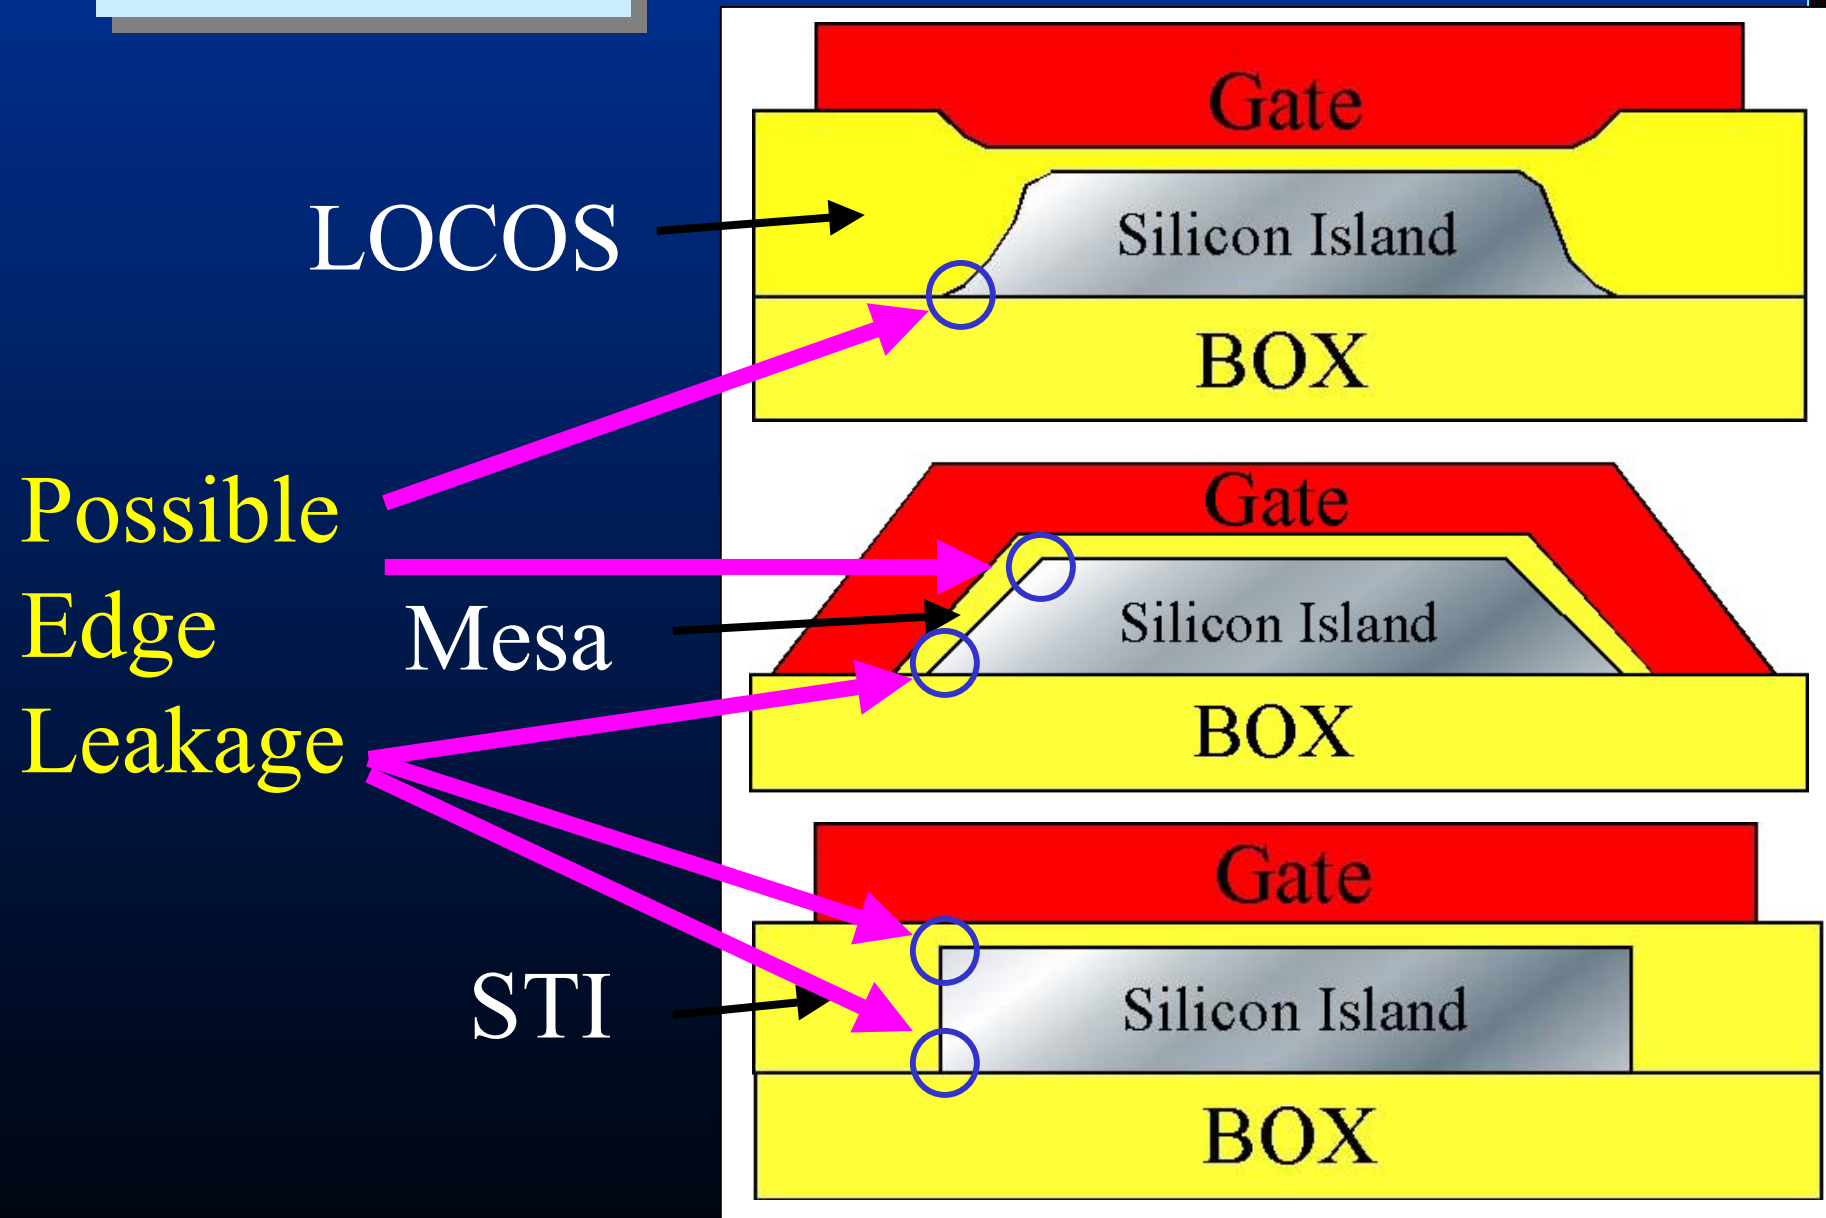 Gate
LOCOS
Silicon Island
BOX
Possible
Edge
Leakage
Gate
Mesa
Silicon Island
BOX
Gate
STI
Silicon Island
BOX